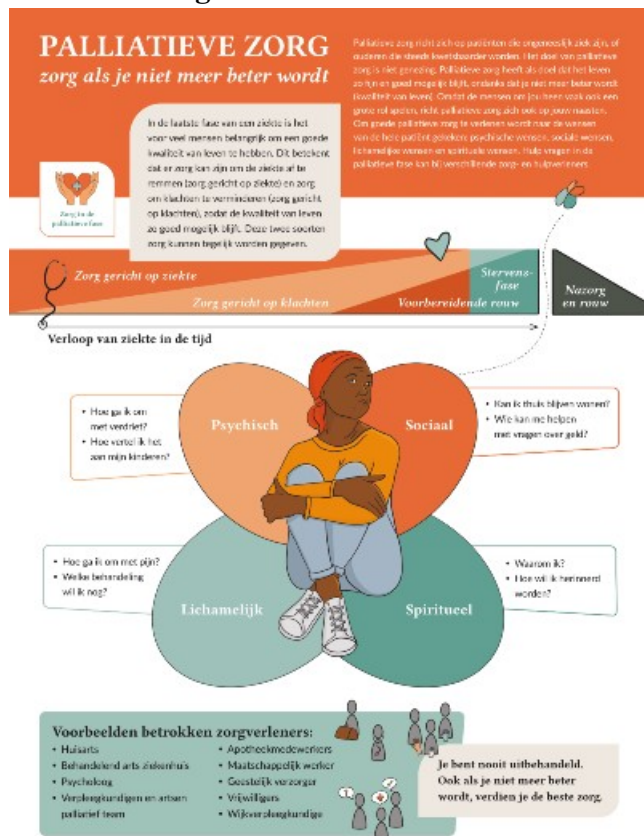 PALLIATIEVE ZORG
zorg als je niet meer beter wordt
Palliatieve zorg richt zich op patiënten die ongeneeslijk ziek zijn, of
ouderen die steeds kwetsbaarder worden. Het doel van palliatieve
zorg is niet genezing. Palliatieve zorg heeft als doel dat het leven
zo fijn en goed mogelijk blijft, ondanks dat je niet meer beter wordt
(kwaliteit van leven). Omdat de mensen om jou heen vaak ook een
grote rol spelen, richt palliatieve zorg zich ook op jouw naasten.
Om goede palliatieve zorg te verlenen wordt naar de wensen
van de hele patiënt gekeken: psychische wensen, sociale wensen,
lichamelijke wensen en spirituele wensen. Hulp vragen in de
palliatieve fase kan bij verschillende zorg- en hulpverleners.
In de laatste fase van een ziekte is het
voor veel mensen belangrijk om een goede
kwaliteit van leven te hebben. Dit betekent
dat er zorg kan zijn om de ziekte af te
remmen (zorg gericht op ziekte) en zorg
om klachten te verminderen (zorg gericht
op klachten), zodat de kwaliteit van leven
zo goed mogelijk blijft. Deze twee soorten
zorg kunnen tegelijk worden gegeven.
Zorg in de
palliatieve fase
Zorg gericht op ziekte
Zorg gericht op klachten
Voorbereidende rouw
Stervens-
fase
Nazorg
en rouw
Verloop van ziekte in de tijd
Psychisch
• Hoe ga ik om
met verdriet?
• Hoe vertel ik het
aan mijn kinderen?
Sociaal
• Kan ik thuis blijven wonen?
• Wie kan me helpen
met vragen over geld?
Lichamelijk
• Hoe ga ik om met pijn?
• Welke behandeling
wil ik nog?
Spiritueel
• Waarom ik?
• Hoe wil ik herinnerd
worden?
Voorbeelden betrokken zorgverleners:
• Huisarts
• Behandelend arts ziekenhuis
• Psycholoog
• Verpleegkundigen en artsen
palliatief team
• Apotheekmedewerkers
• Maatschappelijk werker
• Geestelijk verzorger
• Vrijwilligers
• Wijkverpleegkundige
Je bent nooit uitbehandeld.
Ook als je niet meer beter
wordt, verdien je de beste zorg.